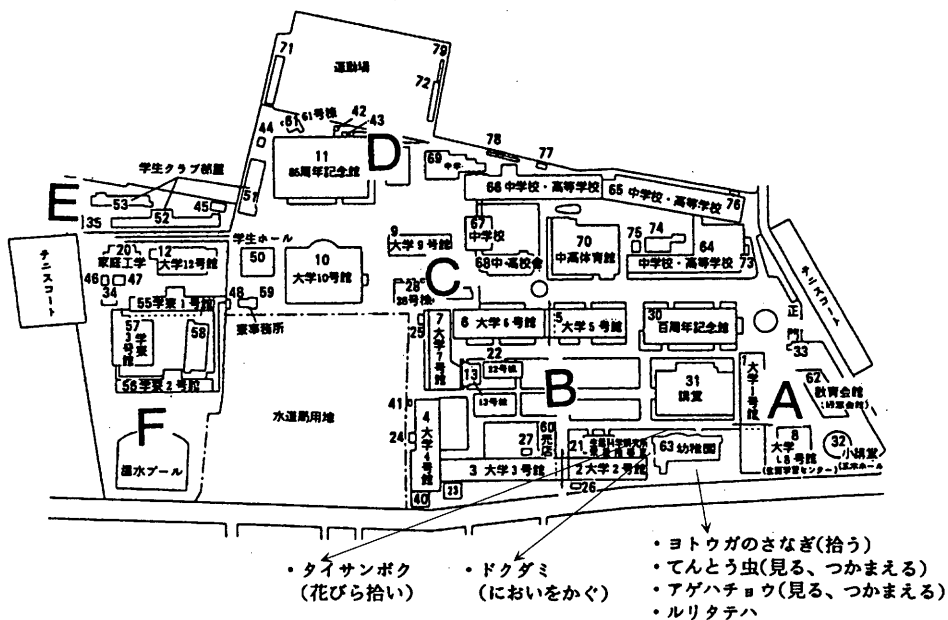 71
79
運動場
72
61
61号棟
42
43
44
11
85周年記念館
D
69
78
77
学生クラブ部屋
E
53
52
45
51
35
66 中学校・高等学校
65 中学校・高等学校
76
67
中学校
9
大学9号館
68中・高校舎
70
中高体育館
75
74
64
中学校・高等学校
73
テニスコート
20
家庭工学
12
大学12号館
学生ホール
50
10
大学10号館
C
28
テニスコート
46
47
34
55学寮1号館
48
59
寮事務所
57
58
56学寮2号館
25
7
大学7号館
6 大学6号館
5
大学5号館
30
百周年記念館
正門
33
22
22号棟
13
13号棟
B
31
講堂
1
大学1号館
A
62
教育会館
F
温水プール
水道局用地
41
24
4
大学4号館
27
60
売店
21
63 幼稚園
8
大学
32
小講堂
3 大学3号館
2 大学2号館
40
23
26
・タイサンボク
(花びら拾い)
・ドクダミ
(においをかぐ)
・ヨトウガのさなぎ(拾う)
・てんとう虫(見る、つかまえる)
・アゲハチョウ(見る、つかまえる)
・ルリタテハ